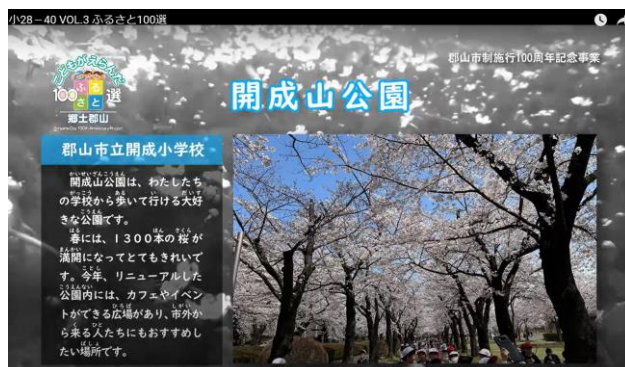 小28-40 VOL.3 ふるさと100選
郡山市制施行100周年記念事業
こどもがえらんだ
100 ふるさと 選
郷土郡山
開成山公園
郡山市立開成小学校
開成山公園は、わたしたち
の学校から歩いて行ける大好
きな公園です。
春には、1300本の桜が
満開になってとてもきれいで
す。今年、リニューアルした
公園内には、カフェやイベン
トができる広場があり、市外か
ら来る人たちにもおすすめし
たい場所です。